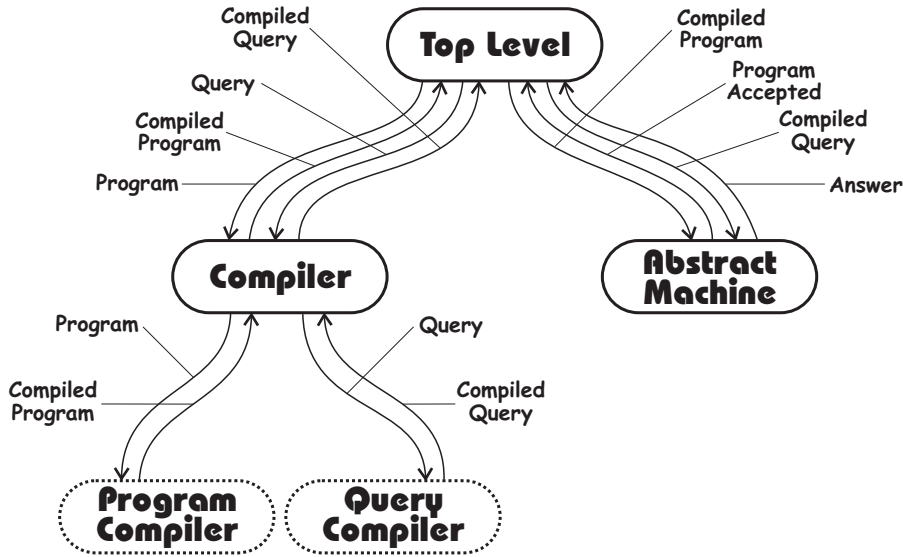 Compiled
Query
Top Level
Compiled
Program
Query
Program
Accepted
Compiled
Program
Compiled
Query
Program
Answer
Compiler
Abstract
Machine
Program
Query
Compiled
Program
Compiled
Query
Program
Compiler
Query
Compiler